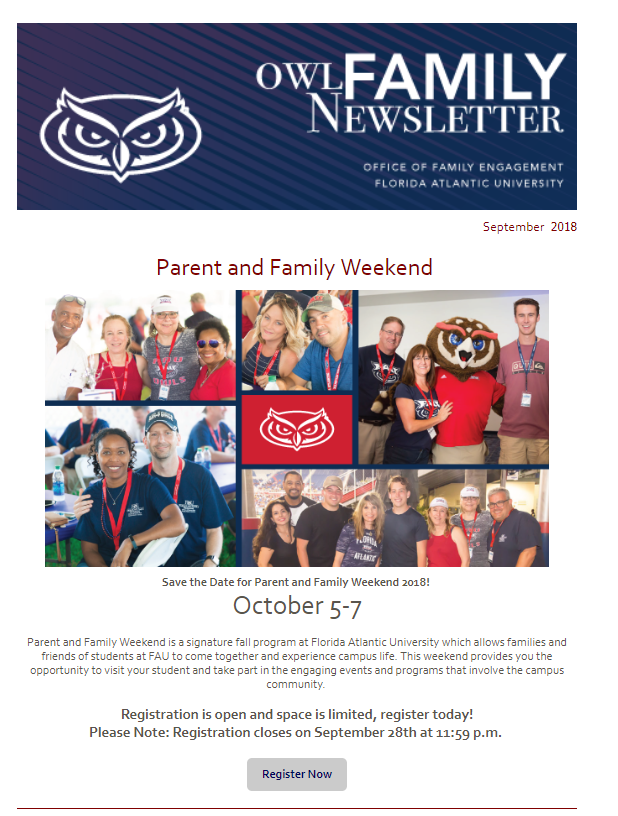 OWL FAMILY
NEWSLETTER
OFFICE OF FAMILY ENGAGEMENT
FLORIDA ATLANTIC UNIVERSITY
September 2018
Parent and Family Weekend
FLORIDA
ATLANTIC
Save the Date for Parent and Family Weekend 2018!
October 5-7
Parent and Family Weekend is a signature fall program at Florida Atlantic University which allows families and
friends of students at FAU to come together and experience campus life. This weekend provides you the
opportunity to visit your student and take part in the engaging events and programs that involve the campus
community.
Registration is open and space is limited, register today!
Please Note: Registration closes on September 28th at 11:59 p.m.
Register Now